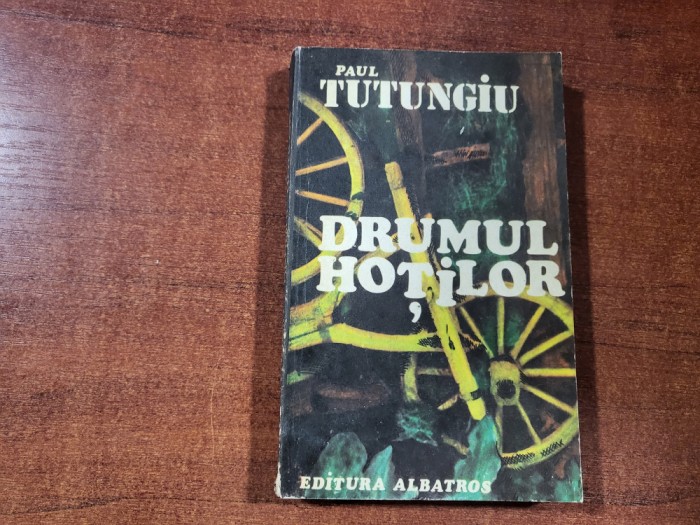 PAUL
TUTUNGiU
DRUMUL
HOȚiLOR
EDITURA ALBATROS